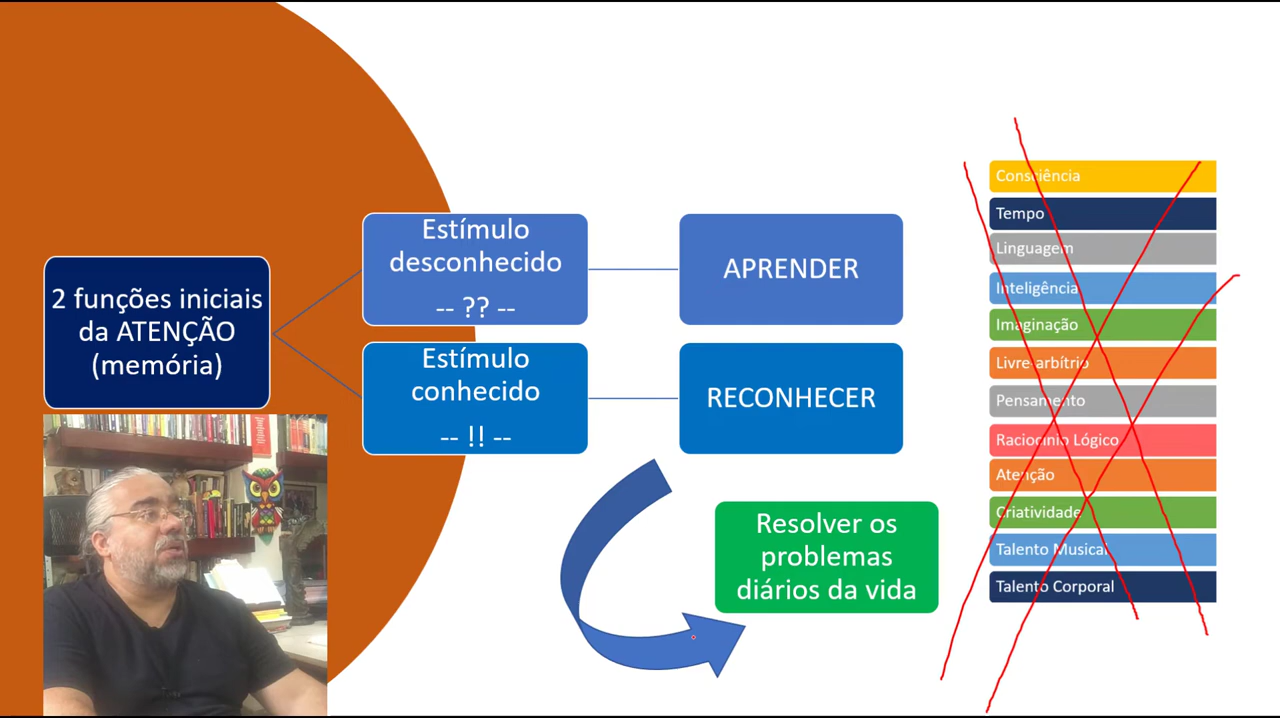 2 funções iniciais
da ATENÇÃO
(memória)
Estímulo
desconhecido
-- ?? --
APRENDER
Estímulo
conhecido
-- !! --
RECONHECER
Resolver os
problemas
diários da vida
Consciência
Tempo
Linguagem
Inteligência
Imaginação
Livre-arbítrio
Pensamento
Raciocínio Lógico
Atenção
Criatividade
Talento Musical
Talento Corporal